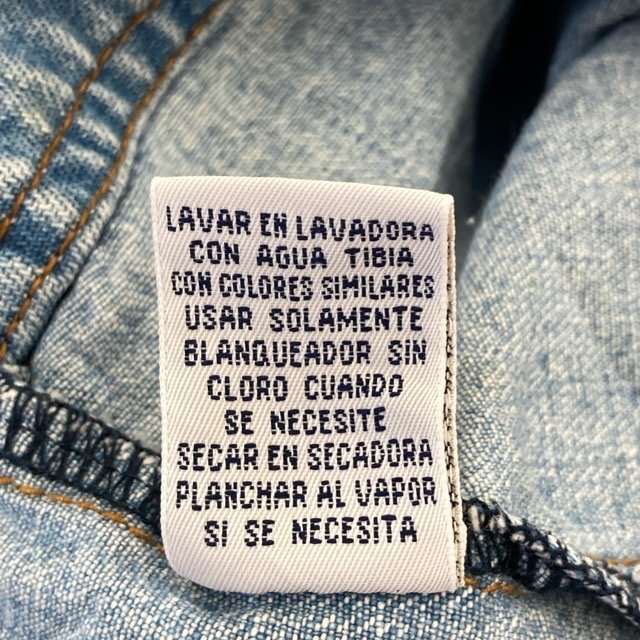 LAVAR EN LAVADORA
CON AGUA TIBIA
CON COLORES SIMILARES
USAR SOLAMENTE
BLANQUEADOR SIN
CLORO CUANDO
SE NECESITE
SECAR EN SECADORA
PLANCHAR AL VAPOR
SI SE NECESITA